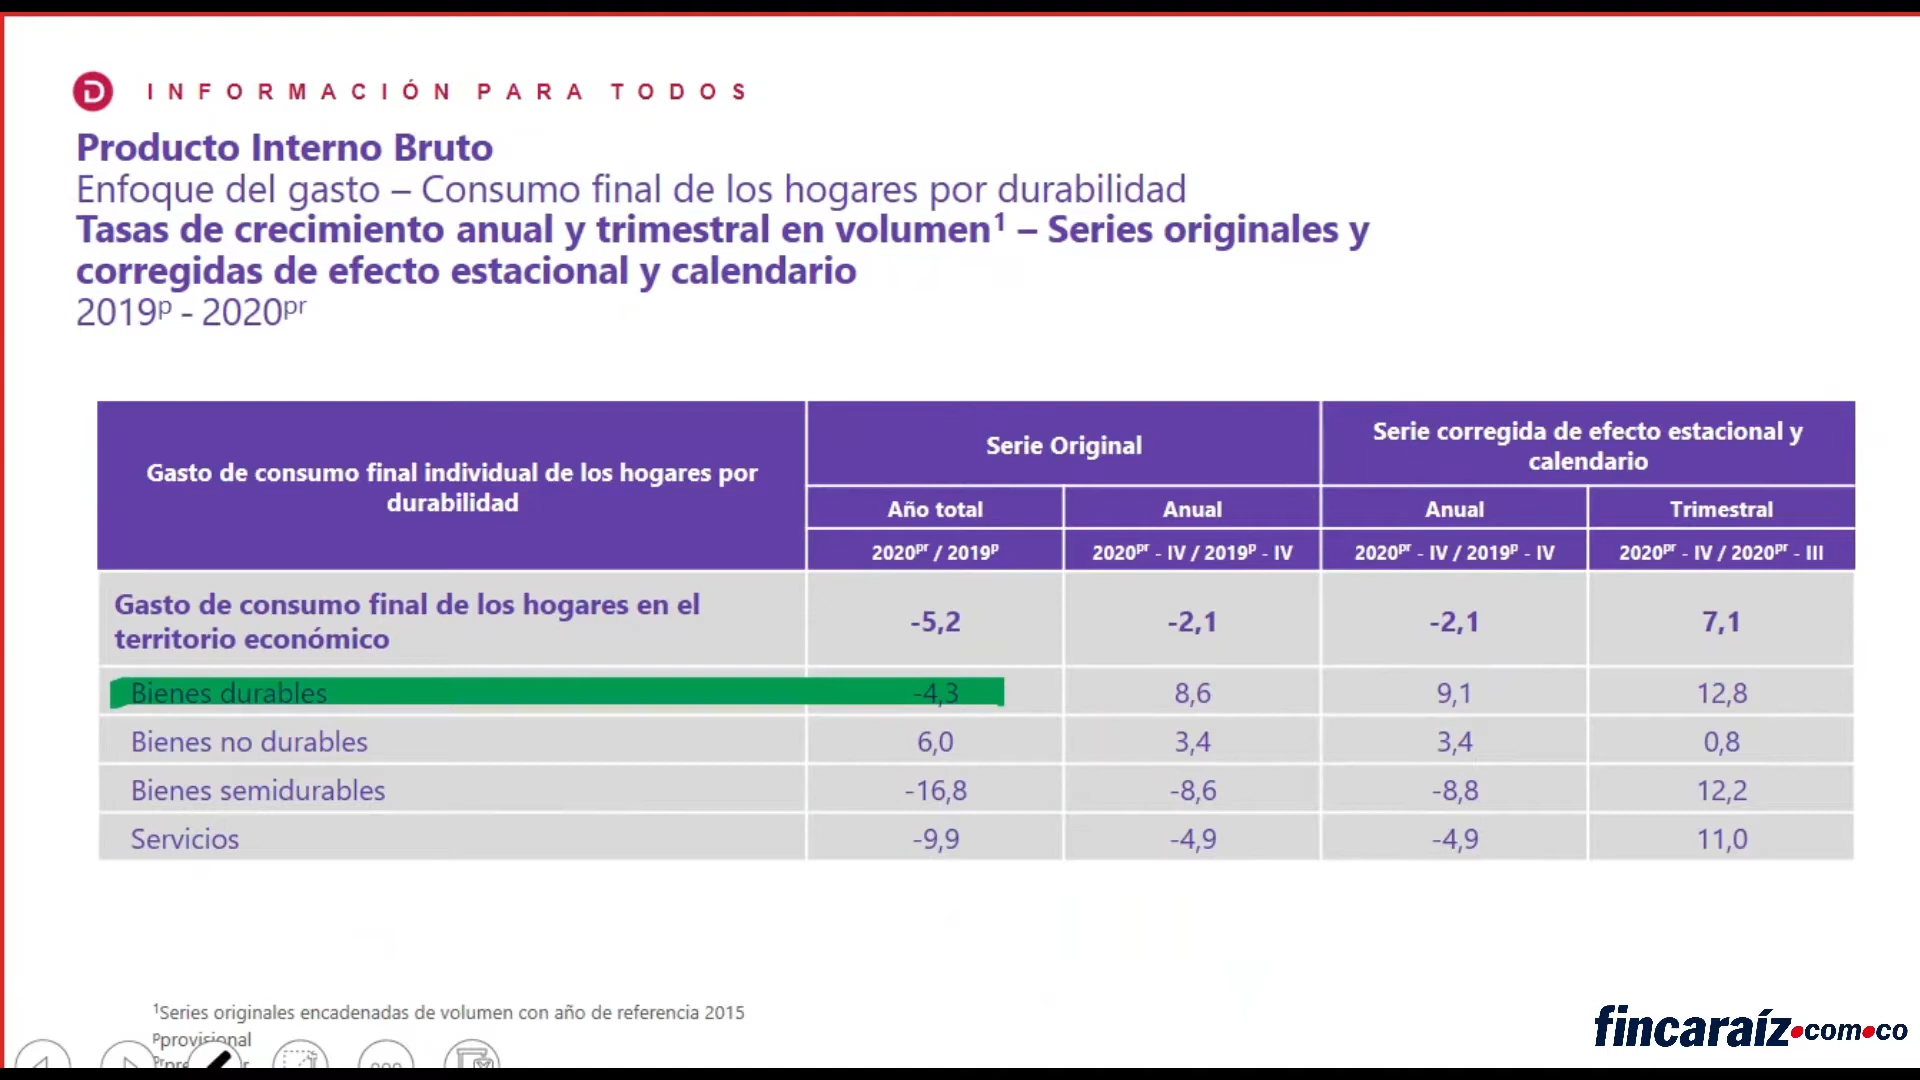 INFORMACIÓN PARA TODOS
Producto Interno Bruto
Enfoque del gasto – Consumo final de los hogares por durabilidad
Tasas de crecimiento anual y trimestral en volumen¹ – Series originales y
corregidas de efecto estacional y calendario
2019ᵖ - 2020ᵖʳ
Gasto de consumo final individual de los hogares por
durabilidad
Serie Original
Serie corregida de efecto estacional y
calendario
Año total
Anual
Anual
Trimestral
2020ᵖʳ / 2019ᵖ
2020ᵖʳ - IV / 2019ᵖ - IV
2020ᵖʳ - IV / 2019ᵖ - IV
2020ᵖʳ - IV / 2020ᵖʳ - III
Gasto de consumo final de los hogares en el
territorio económico
-5,2
-2,1
-2,1
7,1
Bienes durables
-4,3
8,6
9,1
12,8
Bienes no durables
6,0
3,4
3,4
0,8
Bienes semidurables
-16,8
-8,6
-8,8
12,2
Servicios
-9,9
-4,9
-4,9
11,0
¹Series originales encadenadas de volumen con año de referencia 2015
ᵖprovisional
fincaraíz.com.co